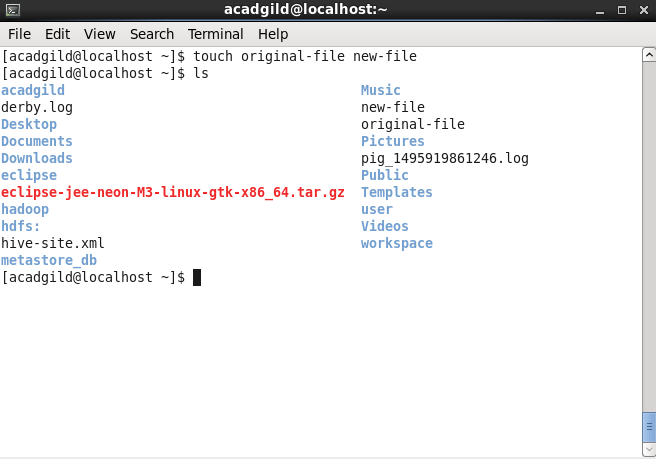 acadgild@localhost:~
File Edit View Search Terminal Help
[acadgild@localhost ~]$ touch original-file new-file
[acadgild@localhost ~]$ ls
acadgild Music
derby.log new-file
Desktop original-file
Documents Pictures
Downloads pig_1495919861246.log
eclipse Public
eclipse-jee-neon-M3-linux-gtk-x86_64.tar.gz Templates
hadoop user
hdfs: Videos
hive-site.xml workspace
metastore_db
[acadgild@localhost ~]$